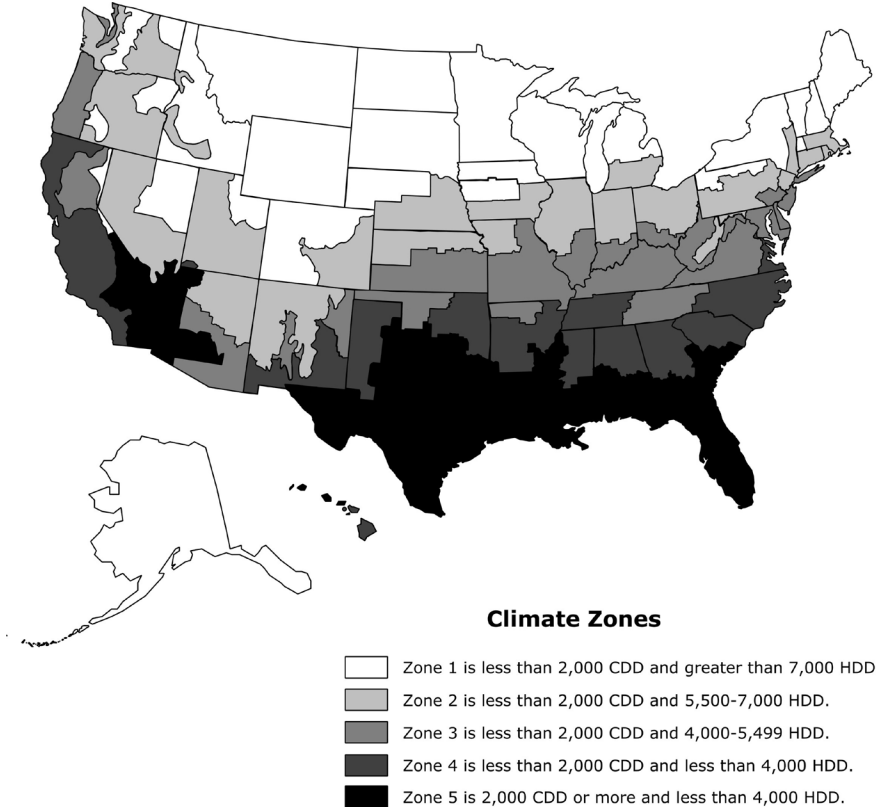 Climate Zones
Zone 1 is less than 2,000 CDD and greater than 7,000 HDD
Zone 2 is less than 2,000 CDD and 5,500-7,000 HDD.
Zone 3 is less than 2,000 CDD and 4,000-5,499 HDD.
Zone 4 is less than 2,000 CDD and less than 4,000 HDD.
Zone 5 is 2,000 CDD or more and less than 4,000 HDD.